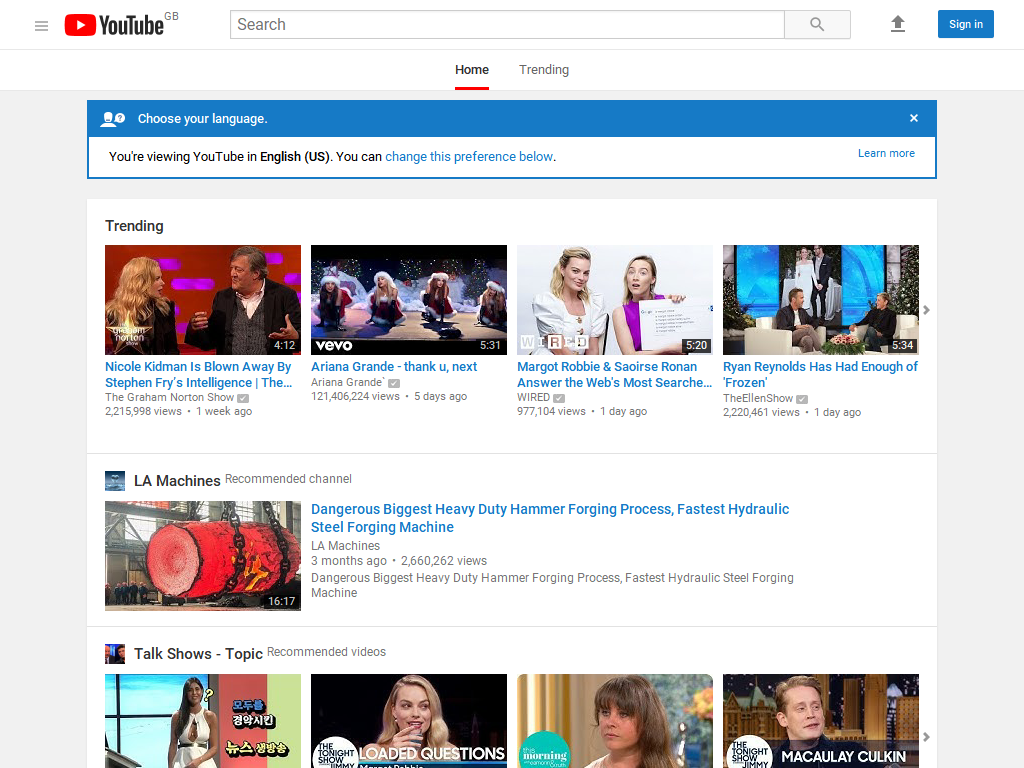 YouTube GB
Search
Sign in
Home
Trending
Choose your language.
×
You're viewing YouTube in English (US). You can change this preference below.
Learn more
Trending
graham
norton
show
4:12
vevo
5:31
WIRED
5:20
5:34
Nicole Kidman Is Blown Away By
Stephen Fry’s Intelligence | The...
The Graham Norton Show
2,215,998 views • 1 week ago
Ariana Grande - thank u, next
Ariana Grande`
121,406,224 views • 5 days ago
Margot Robbie & Saoirse Ronan
Answer the Web's Most Searche...
WIRED
977,104 views • 1 day ago
Ryan Reynolds Has Had Enough of
'Frozen'
TheEllenShow
2,220,461 views • 1 day ago
LA Machines Recommended channel
16:17
Dangerous Biggest Heavy Duty Hammer Forging Process, Fastest Hydraulic
Steel Forging Machine
LA Machines
3 months ago • 2,660,262 views
Dangerous Biggest Heavy Duty Hammer Forging Process, Fastest Hydraulic Steel Forging
Machine
Talk Shows - Topic Recommended videos
?
모두를
경악시킨
뉴스 생방송
THE
TONIGHT
SHOW
JIMMY
LOADED QUESTIONS
Margot Robbie
this
morning
THE
TONIGHT
SHOW
JIMMY
MACAULAY CULKIN